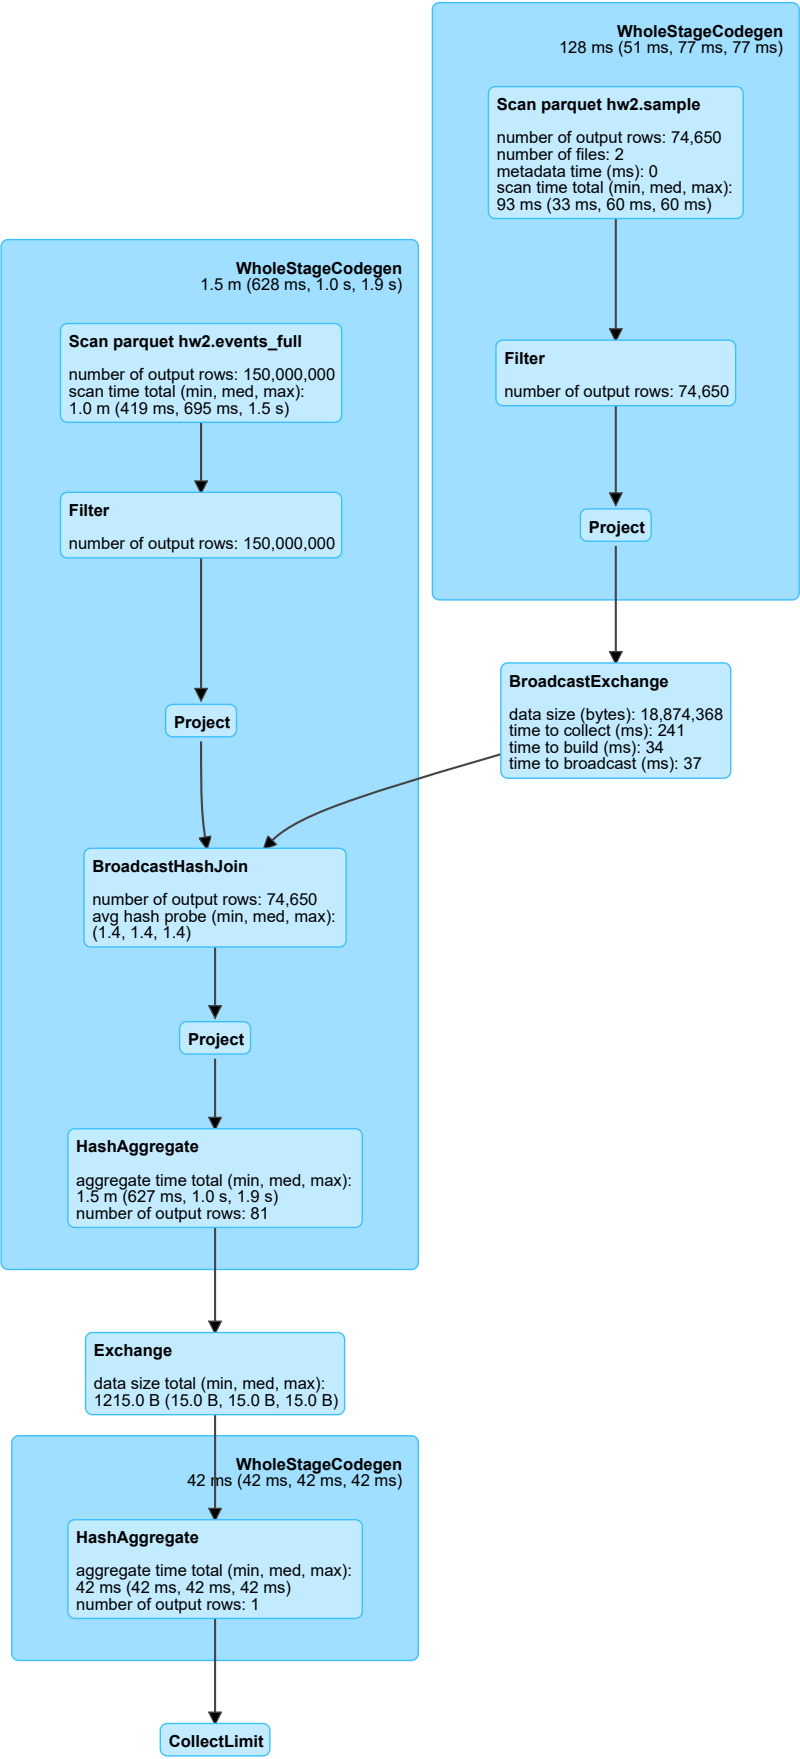 WholeStageCodegen
128 ms (51 ms, 77 ms, 77 ms)
Scan parquet hw2.sample
number of output rows: 74,650
number of files: 2
metadata time (ms): 0
scan time total (min, med, max):
93 ms (33 ms, 60 ms, 60 ms)
Filter
number of output rows: 74,650
Project
BroadcastExchange
data size (bytes): 18,874,368
time to collect (ms): 241
time to build (ms): 34
time to broadcast (ms): 37
WholeStageCodegen
1.5 m (628 ms, 1.0 s, 1.9 s)
Scan parquet hw2.events_full
number of output rows: 150,000,000
scan time total (min, med, max):
1.0 m (419 ms, 695 ms, 1.5 s)
Filter
number of output rows: 150,000,000
Project
BroadcastHashJoin
number of output rows: 74,650
avg hash probe (min, med, max):
(1.4, 1.4, 1.4)
Project
HashAggregate
aggregate time total (min, med, max):
1.5 m (627 ms, 1.0 s, 1.9 s)
number of output rows: 81
Exchange
data size total (min, med, max):
1215.0 B (15.0 B, 15.0 B, 15.0 B)
WholeStageCodegen
42 ms (42 ms, 42 ms, 42 ms)
HashAggregate
aggregate time total (min, med, max):
42 ms (42 ms, 42 ms, 42 ms)
number of output rows: 1
CollectLimit